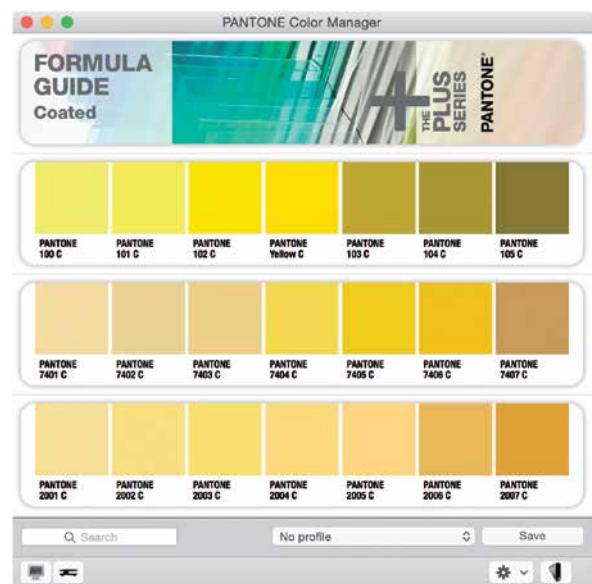 PANTONE Color Manager
FORMULA
GUIDE
Coated
THE
PLUS
SERIES
PANTONE®
PANTONE PANTONE PANTONE PANTONE PANTONE PANTONE PANTONE
100 C 101 C 102 C Yellow C 103 C 104 C 105 C
PANTONE PANTONE PANTONE PANTONE PANTONE PANTONE PANTONE
7401 C 7402 C 7403 C 7404 C 7405 C 7406 C 7407 C
PANTONE PANTONE PANTONE PANTONE PANTONE PANTONE PANTONE
2001 C 2002 C 2003 C 2004 C 2005 C 2006 C 2007 C
Search No profile Save